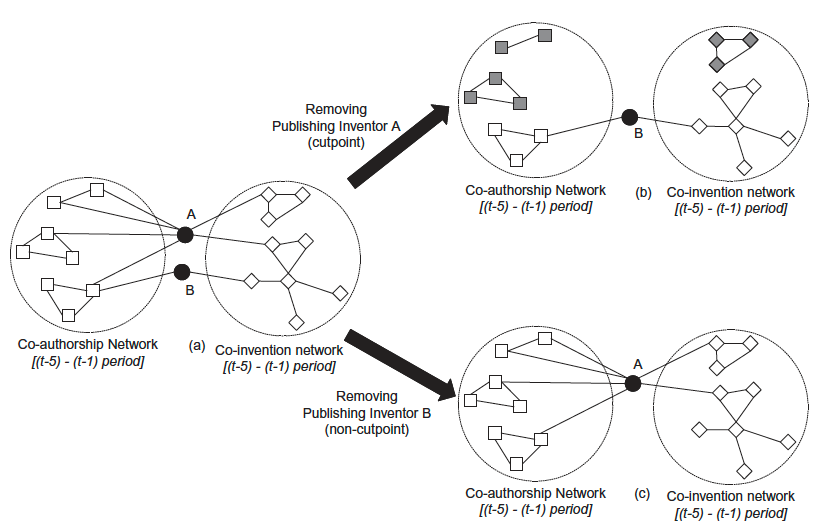 Removing
Publishing Inventor A
(cutpoint)
B
Co-authorship Network
[(t-5) - (t-1) period]
(b)
Co-invention network
[(t-5) - (t-1) period]
A
B
Co-authorship Network
[(t-5) - (t-1) period]
(a)
Co-invention network
[(t-5) - (t-1) period]
Removing
Publishing Inventor B
(non-cutpoint)
A
Co-authorship Network
[(t-5) - (t-1) period]
(c)
Co-invention network
[(t-5) - (t-1) period]